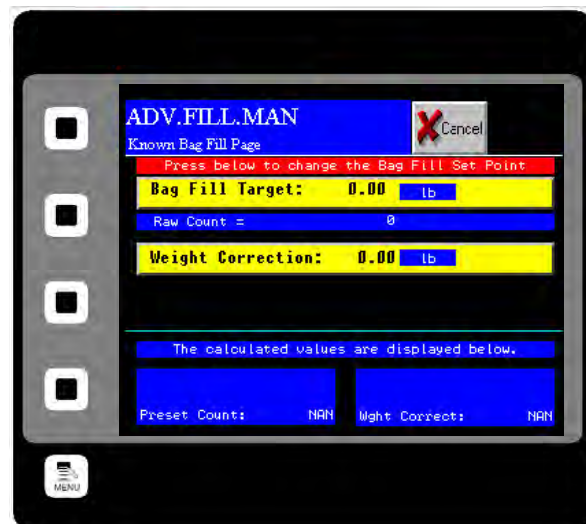 ADV.FILL.MAN
Cancel
Known Bag Fill Page
Press below to change the Bag Fill Set Point
Bag Fill Target: 0.00 lb
Raw Count = 0
Weight Correction: 0.00 lb
The calculated values are displayed below.
Preset Count: NAN
Wght Correct: NAN
MENU